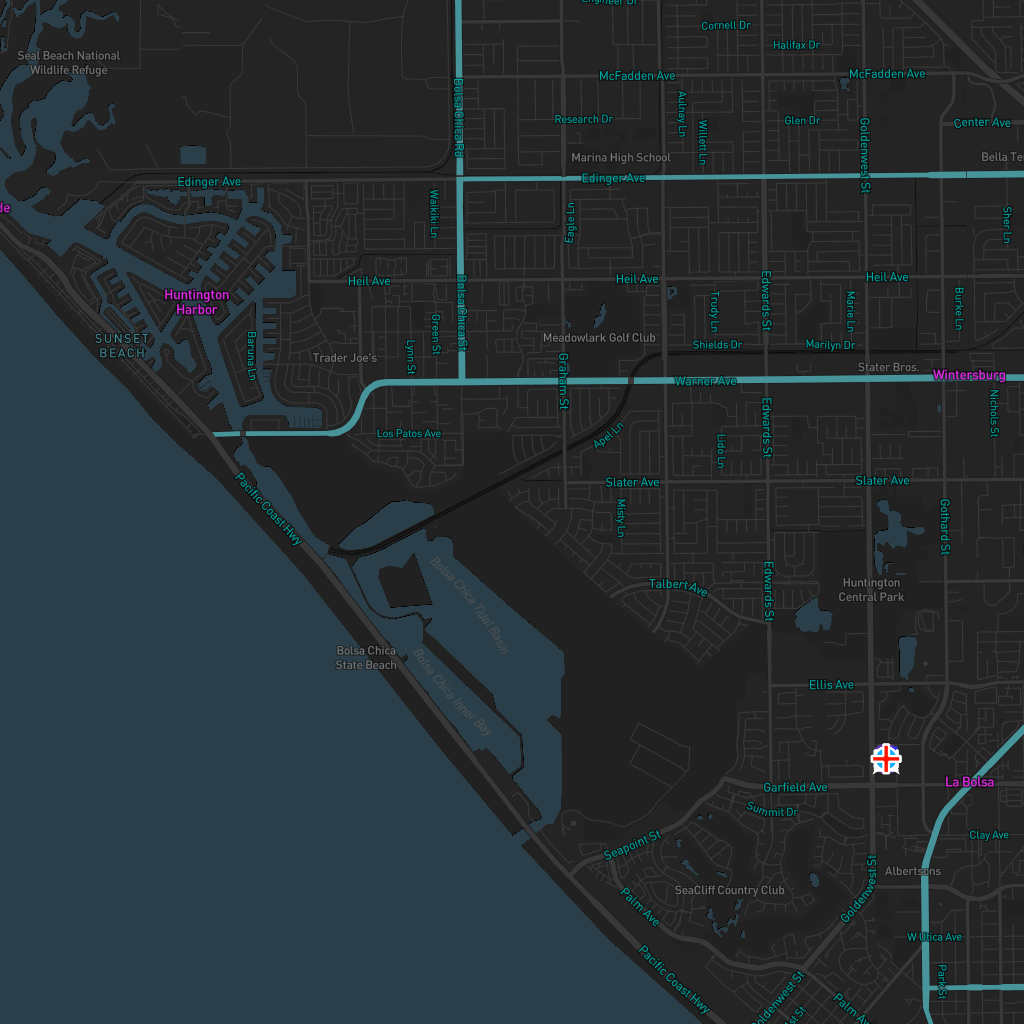 Engineer Dr
Cornell Dr
Halifax Dr
Seal Beach National
Wildlife Refuge
McFadden Ave
McFadden Ave
Bolsa Chica Rd
Aulnay Ln
Research Dr
Willett Ln
Glen Dr
Goldenwest St
Center Ave
Marina High School
Bella Te
Edinger Ave
Edinger Ave
de
Waikiki Ln
Eagle Ln
Sher Ln
Heil Ave
Heil Ave
Heil Ave
Huntington
Harbor
Bolsa Chica St
Edwards St
Trudy Ln
Marie Ln
Burke Ln
SUNSET
BEACH
Baruna Ln
Green St
Lynn St
Trader Joe's
Meadowlark Golf Club
Shields Dr
Marilyn Dr
Graham St
Stater Bros.
Warner Ave
Wintersburg
Nichols St
Edwards St
Los Patos Ave
Apel Ln
Lido Ln
Pacific Coast Hwy
Slater Ave
Slater Ave
Misty Ln
Gothard St
Bolsa Chica Tidal Basin
Talbert Ave
Edwards St
Huntington
Central Park
Bolsa Chica
State Beach
Bolsa Chica Inner Bay
Ellis Ave
La Bolsa
Garfield Ave
Summit Dr
Seapoint St
Clay Ave
Goldenwest St
Albertsons
SeaCliff Country Club
Palm Ave
W Utica Ave
Pacific Coast Hwy
Park St
Goldenwest St
Palm Av
st St